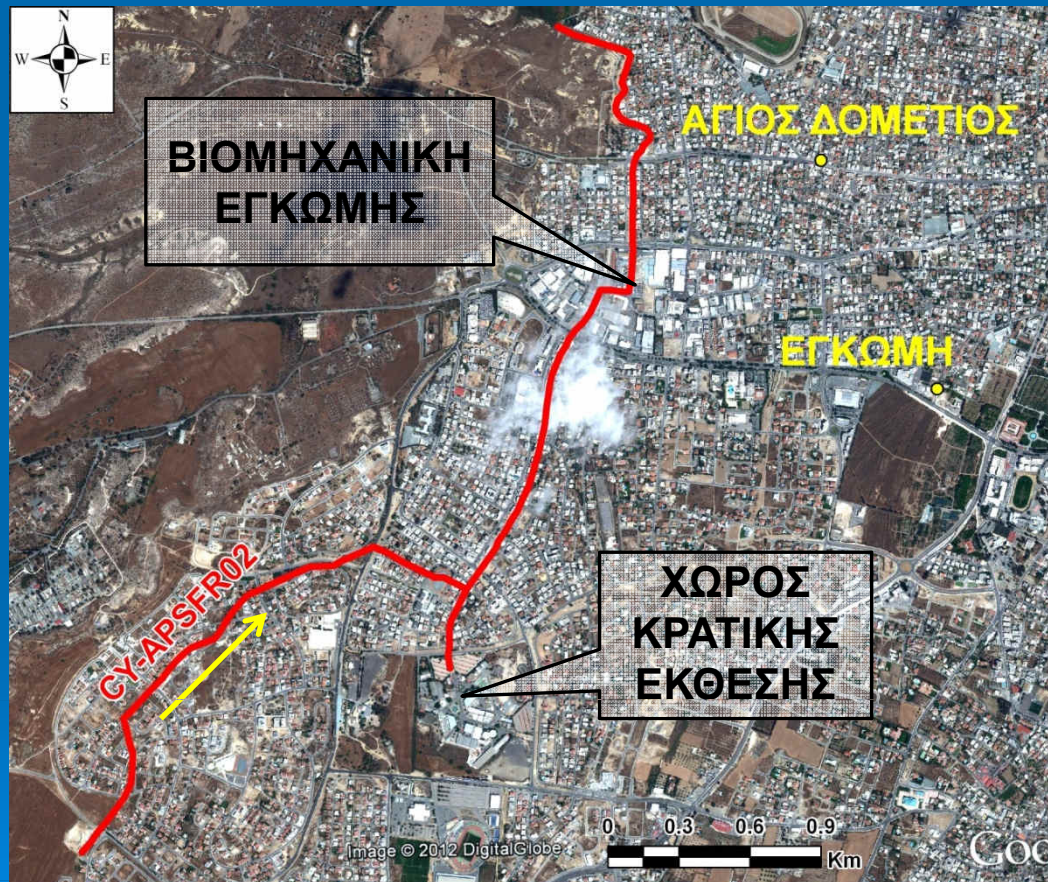 N
W E
S
ΑΓΙΟΣ ΔΟΜΕΤΙΟΣ
ΒΙΟΜΗΧΑΝΙΚΗ
ΕΓΚΩΜΗΣ
ΕΓΚΩΜΗ
CY-APSFR02
ΧΩΡΟΣ
ΚΡΑΤΙΚΗΣ
ΕΚΘΕΣΗΣ
0 0.3 0.6 0.9
Km
Image © 2012 DigitalGlobe
Goo